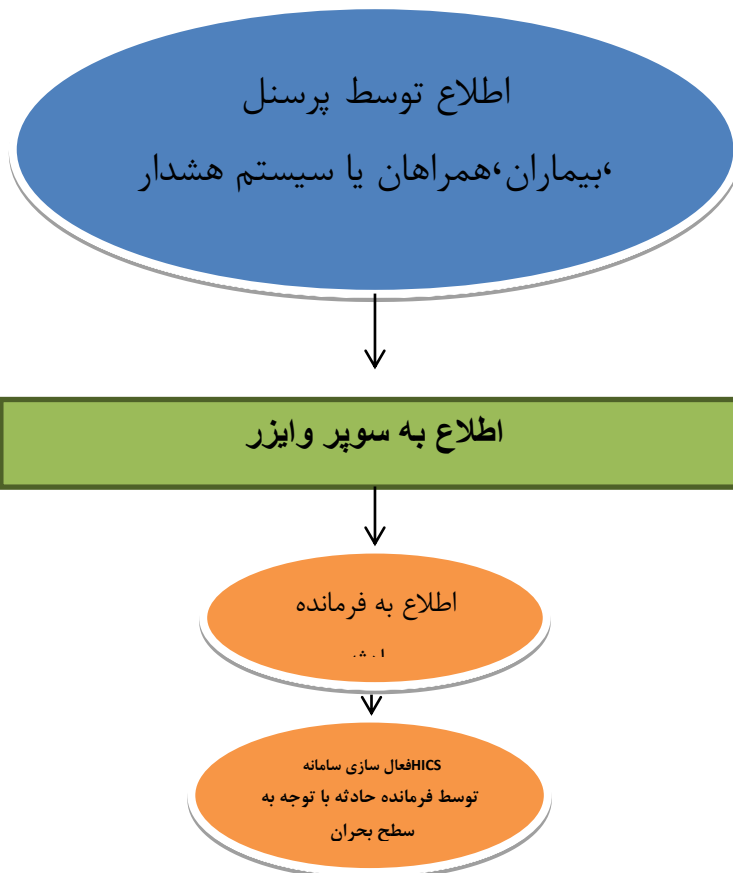 اطلاع توسط پرسنل
،بیماران،همراهان یا سیستم هشدار
اطلاع به سوپر وایزر
اطلاع به فرمانده
HICSفعال سازی سامانه
توسط فرمانده حادثه با توجه به
سطح بحران